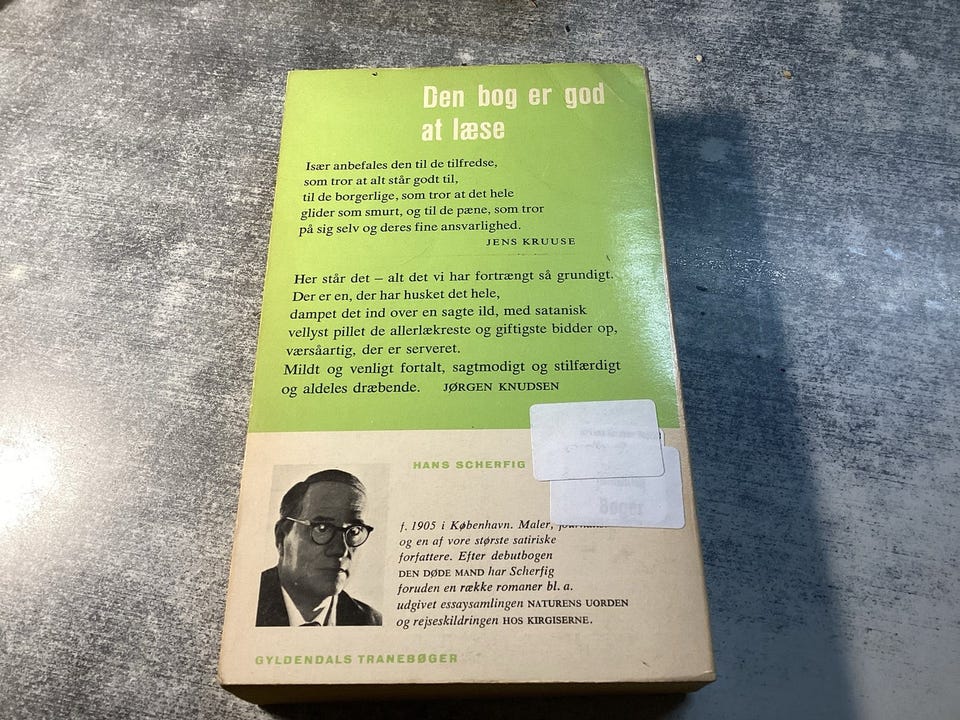 Den bog er god
at læse
Især anbefales den til de tilfredse,
som tror at alt står godt til,
til de borgerlige, som tror at det hele
glider som smurt, og til de pæne, som tror
på sig selv og deres fine ansvarlighed.
JENS KRUUSE
Her står det – alt det vi har fortrængt så grundigt.
Der er en, der har husket det hele,
dampet det ind over en sagte ild, med satanisk
vellyst pillet de allerlækreste og giftigste bidder op,
værsåartig, der er serveret.
Mildt og venligt fortalt, sagtmodigt og stilfærdigt
og aldeles dræbende. JØRGEN KNUDSEN
HANS SCHERFIG
f. 1905 i København. Maler,
og en af vore største satiriske
forfattere. Efter debutbogen
DEN DØDE MAND har Scherfig
foruden en række romaner bl. a.
udgivet essaysamlingen NATURENS UORDEN
og rejseskildringen HOS KIRGISERNE.
GYLDENDALS TRANEBØGER